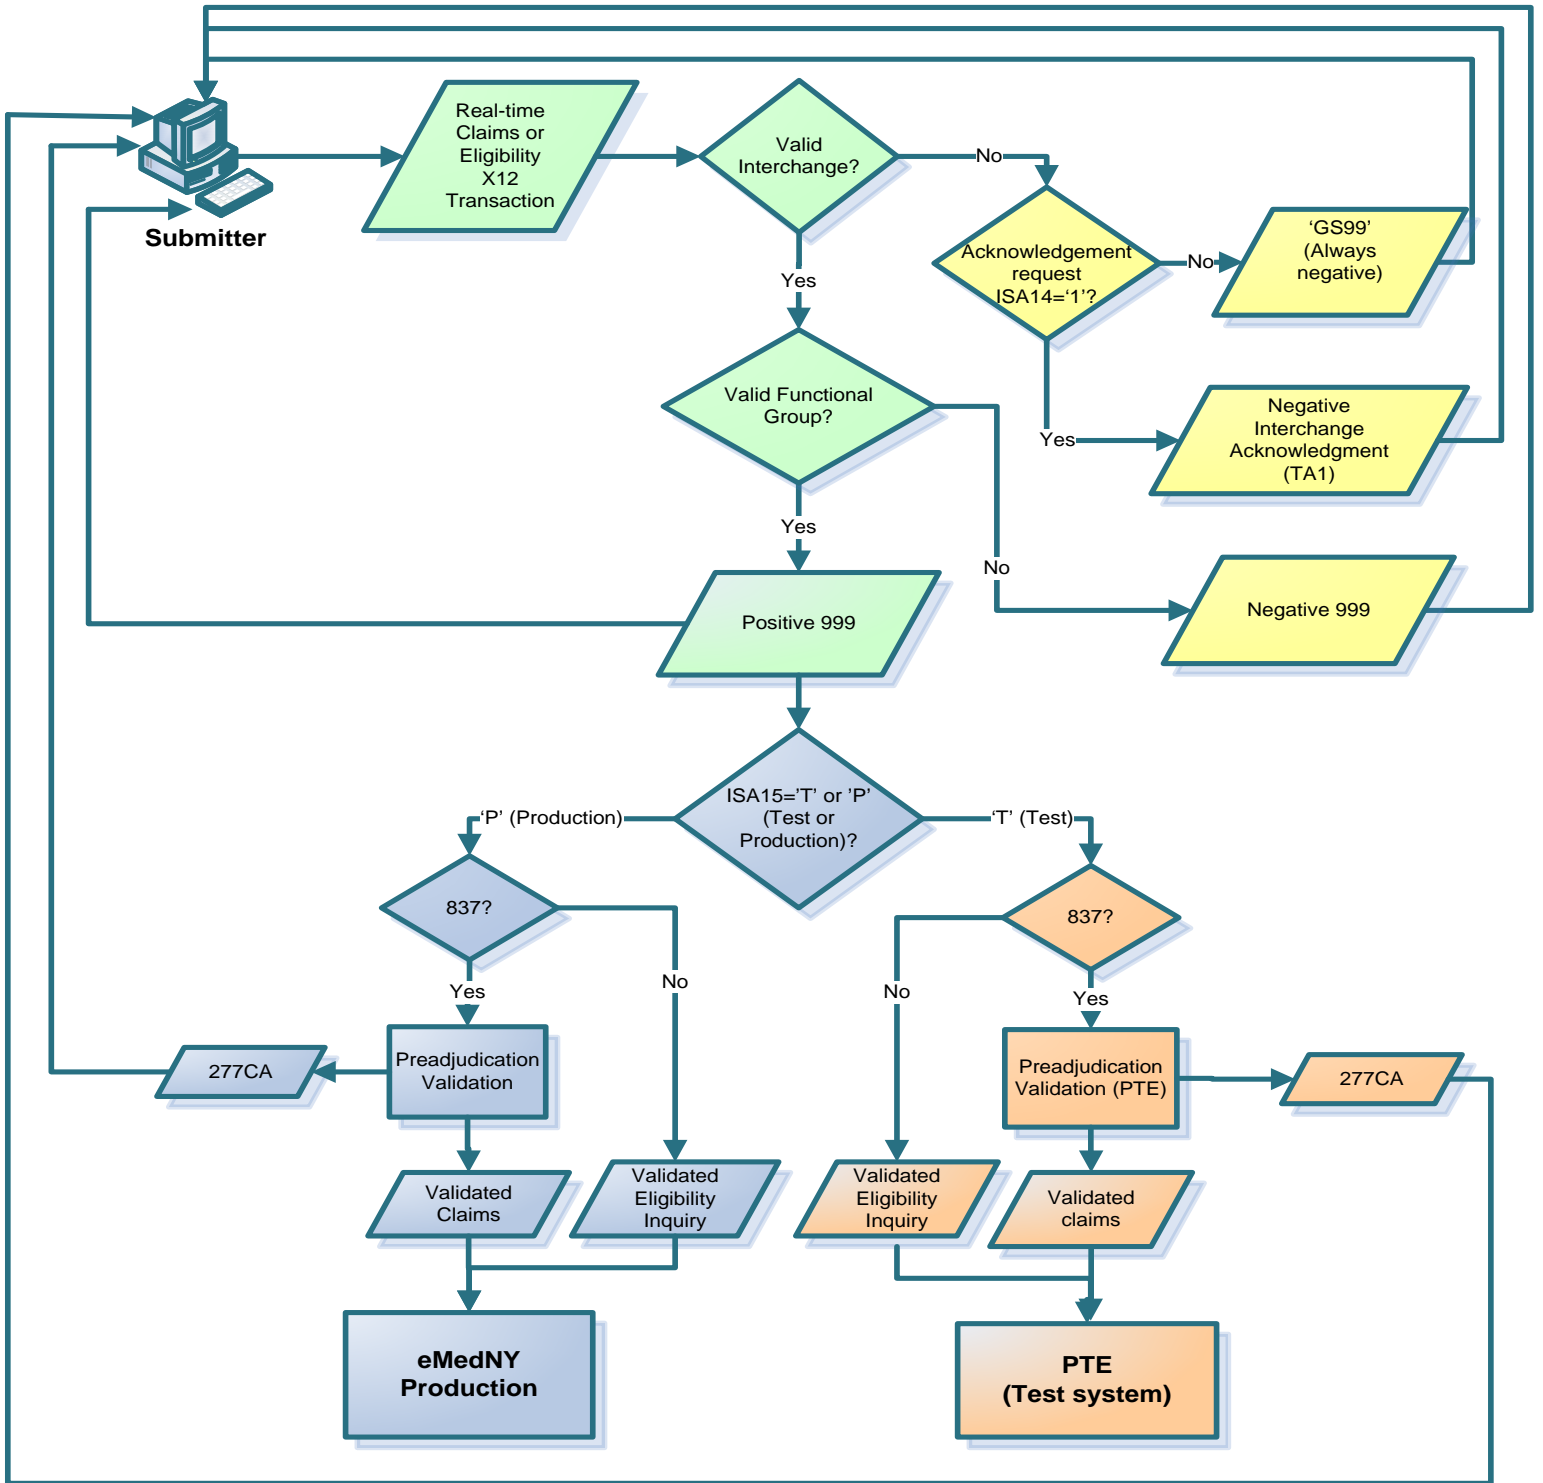 Submitter
Real-time
Claims or
Eligibility
X12
Transaction
Valid
Interchange?
No
Acknowledgement
request
ISA14=‘1’?
No
‘GS99’
(Always
negative)
Yes
Yes
Negative
Interchange
Acknowledgment
(TA1)
Valid Functional
Group?
Yes
No
Positive 999
Negative 999
ISA15=’T’ or ’P’
(Test or
Production)?
‘P’ (Production)
‘T’ (Test)
837?
837?
No
No
Yes
Yes
277CA
Preadjudication
Validation
Preadjudication
Validation (PTE)
277CA
Validated
Claims
Validated
Eligibility
Inquiry
Validated
Eligibility
Inquiry
Validated
claims
eMedNY
Production
PTE
(Test system)